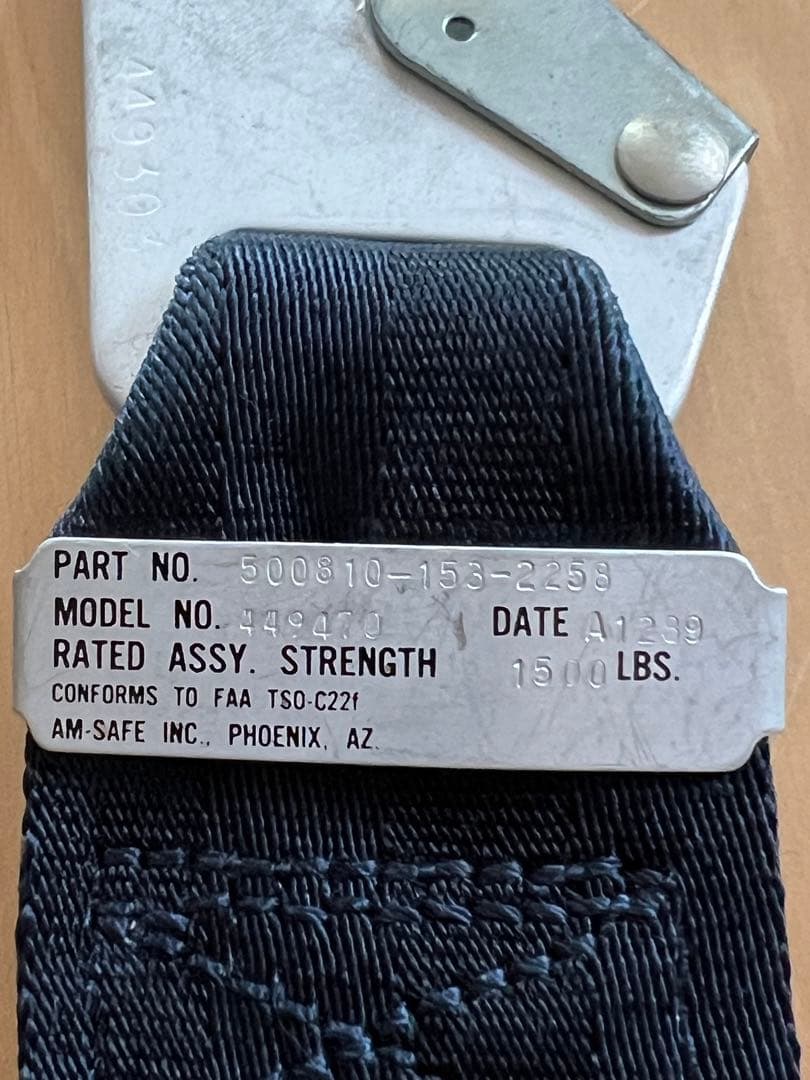 449303
PART NO. 500810-153-2258
MODEL NO. 449470 DATE A1289
RATED ASSY. STRENGTH 1500 LBS.
CONFORMS TO FAA TSO-C22f
AM-SAFE INC., PHOENIX, AZ.